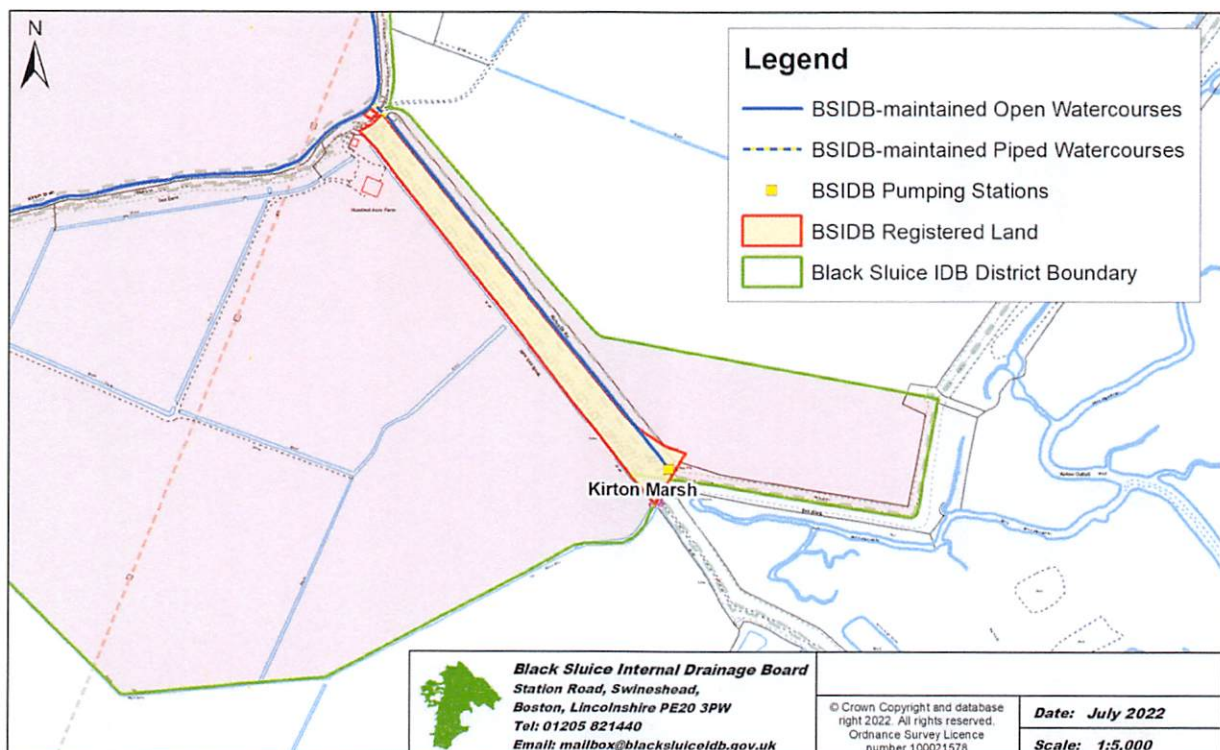 N
Legend
BSIDB-maintained Open Watercourses
BSIDB-maintained Piped Watercourses
BSIDB Pumping Stations
BSIDB Registered Land
Black Sluice IDB District Boundary
Kirton Marsh
Black Sluice Internal Drainage Board
Station Road, Swineshead,
Boston, Lincolnshire PE20 3PW
Tel: 01205 821440
Email: mailbox@blacksluiceidb.gov.uk
© Crown Copyright and database
right 2022. All rights reserved.
Ordnance Survey Licence
number 100021578
Date: July 2022
Scale: 1:5,000